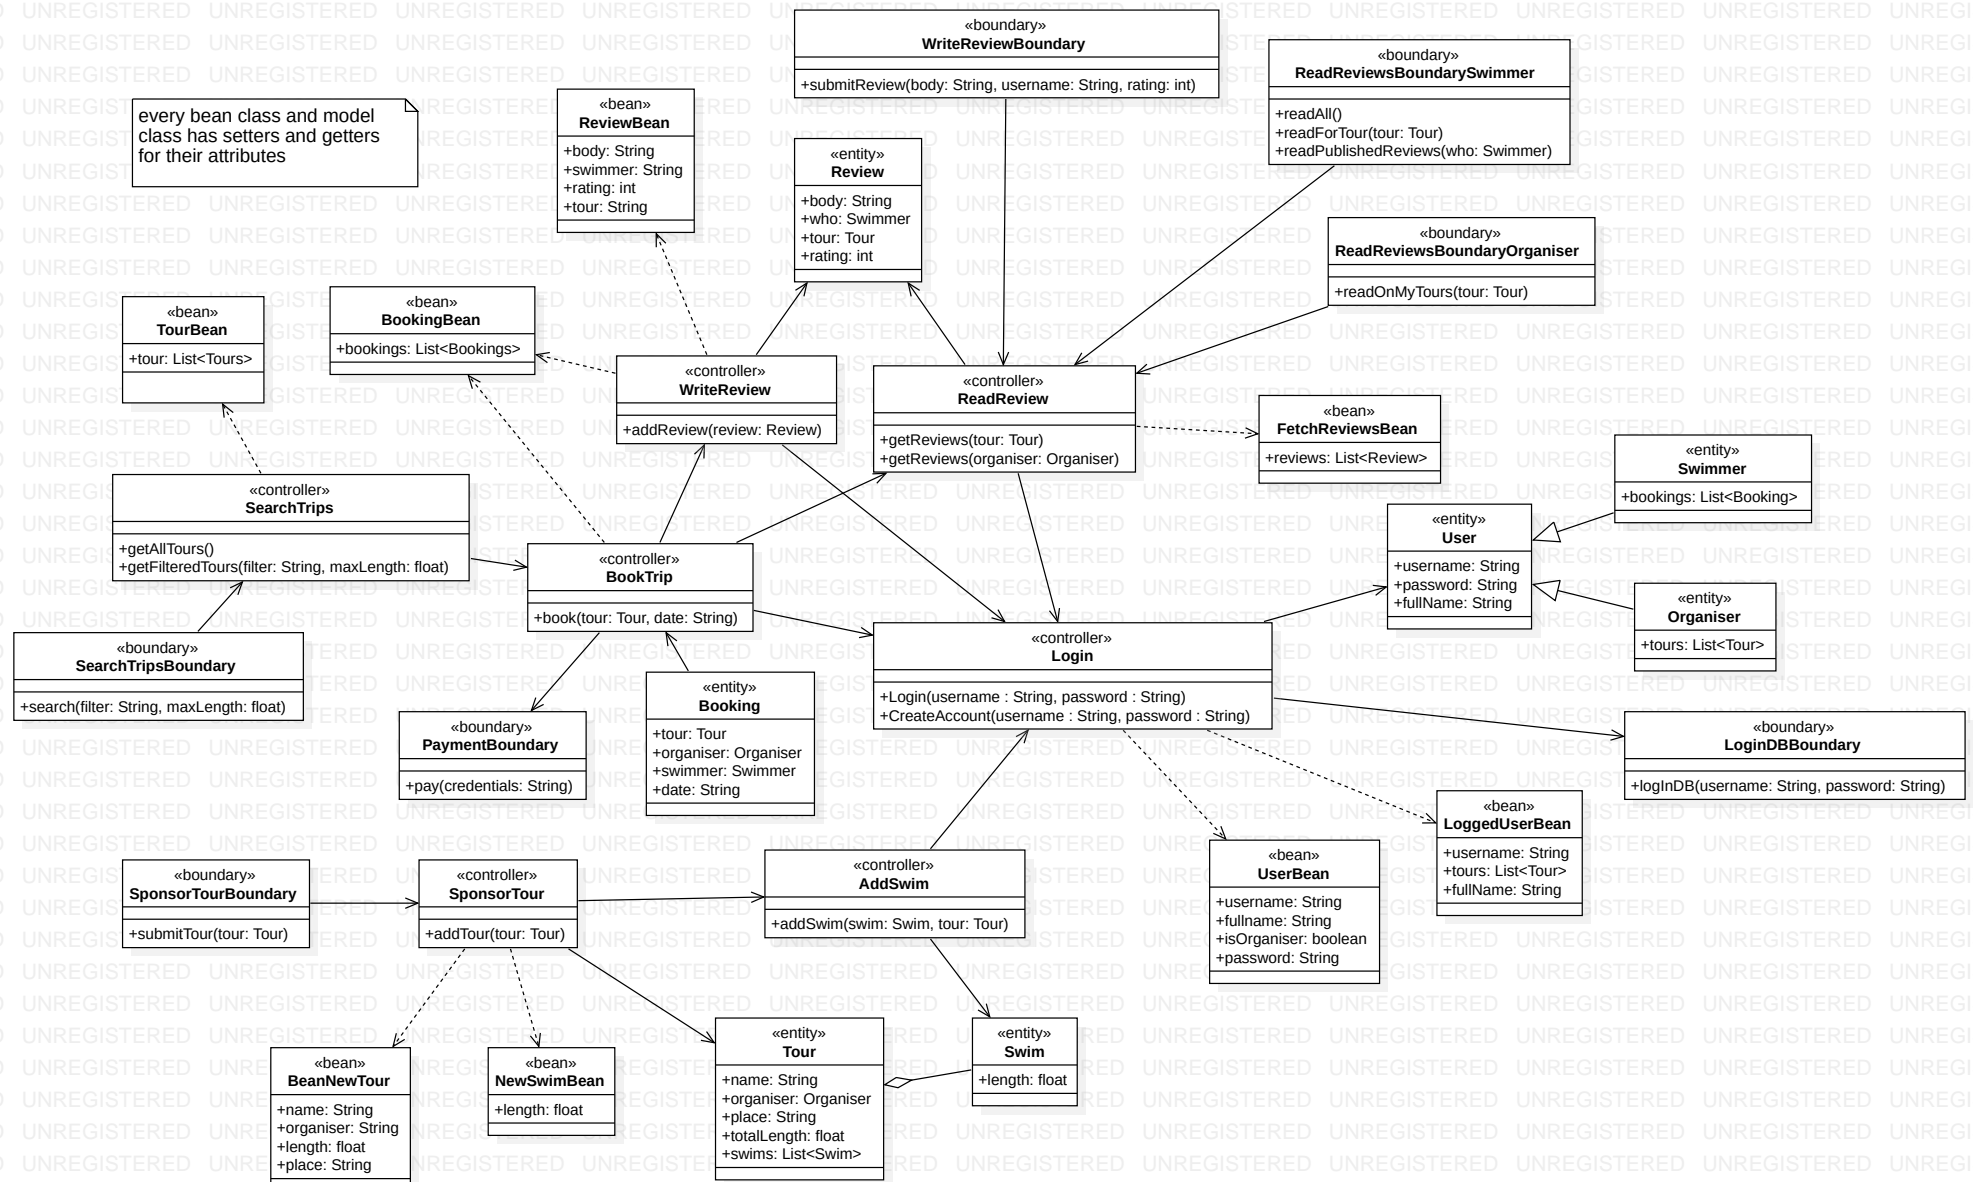 «boundary»
WriteReviewBoundary
+submitReview(body: String, username: String, rating: int)
«boundary»
ReadReviewsBoundarySwimmer
+readAll()
+readForTour(tour: Tour)
+readPublishedReviews(who: Swimmer)
every bean class and model
class has setters and getters
for their attributes
«bean»
ReviewBean
+body: String
+swimmer: String
+rating: int
+tour: String
«entity»
Review
+body: String
+who: Swimmer
+tour: Tour
+rating: int
«boundary»
ReadReviewsBoundaryOrganiser
+readOnMyTours(tour: Tour)
«bean»
TourBean
+tour: List<Tours>
«bean»
BookingBean
+bookings: List<Bookings>
«controller»
WriteReview
+addReview(review: Review)
«controller»
ReadReview
+getReviews(tour: Tour)
+getReviews(organiser: Organiser)
«bean»
FetchReviewsBean
+reviews: List<Review>
«entity»
Swimmer
+bookings: List<Booking>
«controller»
SearchTrips
+getAllTours()
+getFilteredTours(filter: String, maxLength: float)
«entity»
User
+username: String
+password: String
+fullName: String
«controller»
BookTrip
+book(tour: Tour, date: String)
«entity»
Organiser
+tours: List<Tour>
«boundary»
SearchTripsBoundary
+search(filter: String, maxLength: float)
«controller»
Login
+Login(username : String, password : String)
+CreateAccount(username : String, password : String)
«boundary»
PaymentBoundary
+pay(credentials: String)
«entity»
Booking
+tour: Tour
+organiser: Organiser
+swimmer: Swimmer
+date: String
«boundary»
LoginDBBoundary
+logInDB(username: String, password: String)
«bean»
LoggedUserBean
+username: String
+tours: List<Tour>
+fullName: String
«bean»
UserBean
+username: String
+fullname: String
+isOrganiser: boolean
+password: String
«boundary»
SponsorTourBoundary
+submitTour(tour: Tour)
«controller»
SponsorTour
+addTour(tour: Tour)
«controller»
AddSwim
+addSwim(swim: Swim, tour: Tour)
«bean»
BeanNewTour
+name: String
+organiser: String
+length: float
+place: String
«bean»
NewSwimBean
+length: float
«entity»
Tour
+name: String
+organiser: Organiser
+place: String
+totalLength: float
+swims: List<Swim>
«entity»
Swim
+length: float
UNREGISTERED